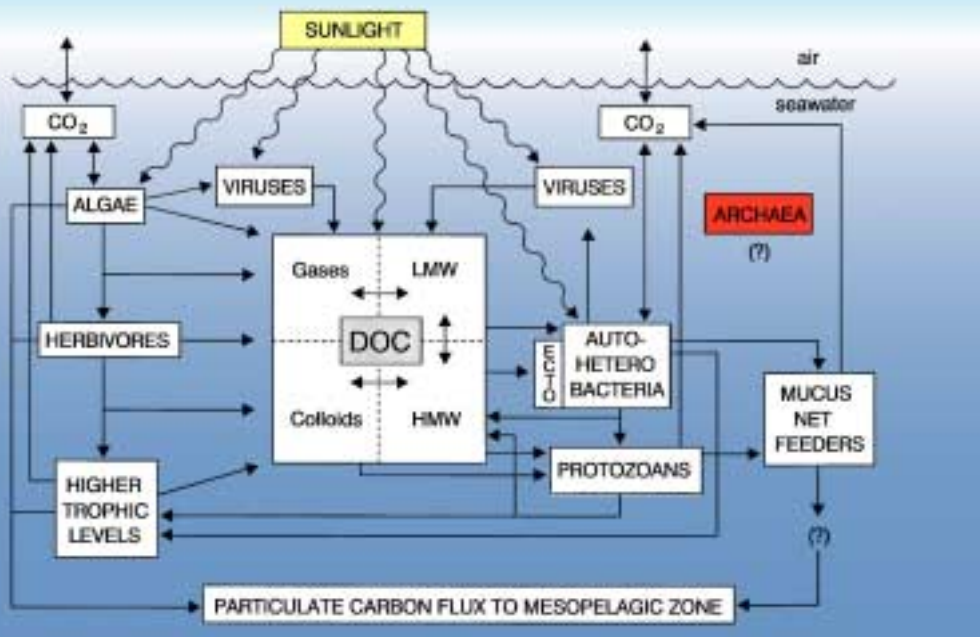 SUNLIGHT
air
seawater
CO2
CO2
VIRUSES
VIRUSES
ALGAE
ARCHAEA
(?)
Gases
LMW
DOC
Colloids
HMW
HERBIVORES
ECTO
AUTO-
HETERO
BACTERIA
MUCUS
NET
FEEDERS
PROTOZOANS
HIGHER
TROPHIC
LEVELS
(?)
PARTICULATE CARBON FLUX TO MESOPELAGIC ZONE